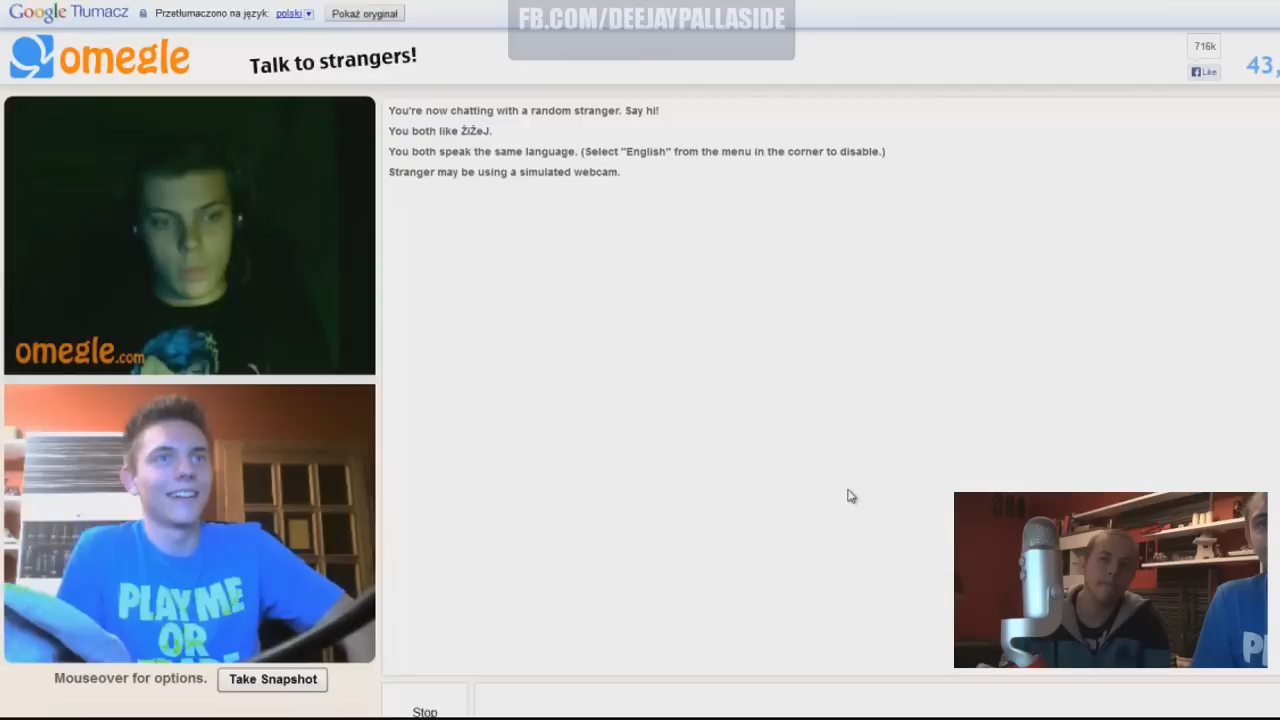 Google Tłumacz Przetłumaczono na język: polski Pokaż oryginał
FB.COM/DEEJAYPALLASIDE
omegle Talk to strangers!
716k
Like
43,
You're now chatting with a random stranger. Say hi!
You both like ŻiŻeJ.
You both speak the same language. (Select "English" from the menu in the corner to disable.)
Stranger may be using a simulated webcam.
omegle.com
PLAY ME
OR
Mouseover for options. Take Snapshot
Stop